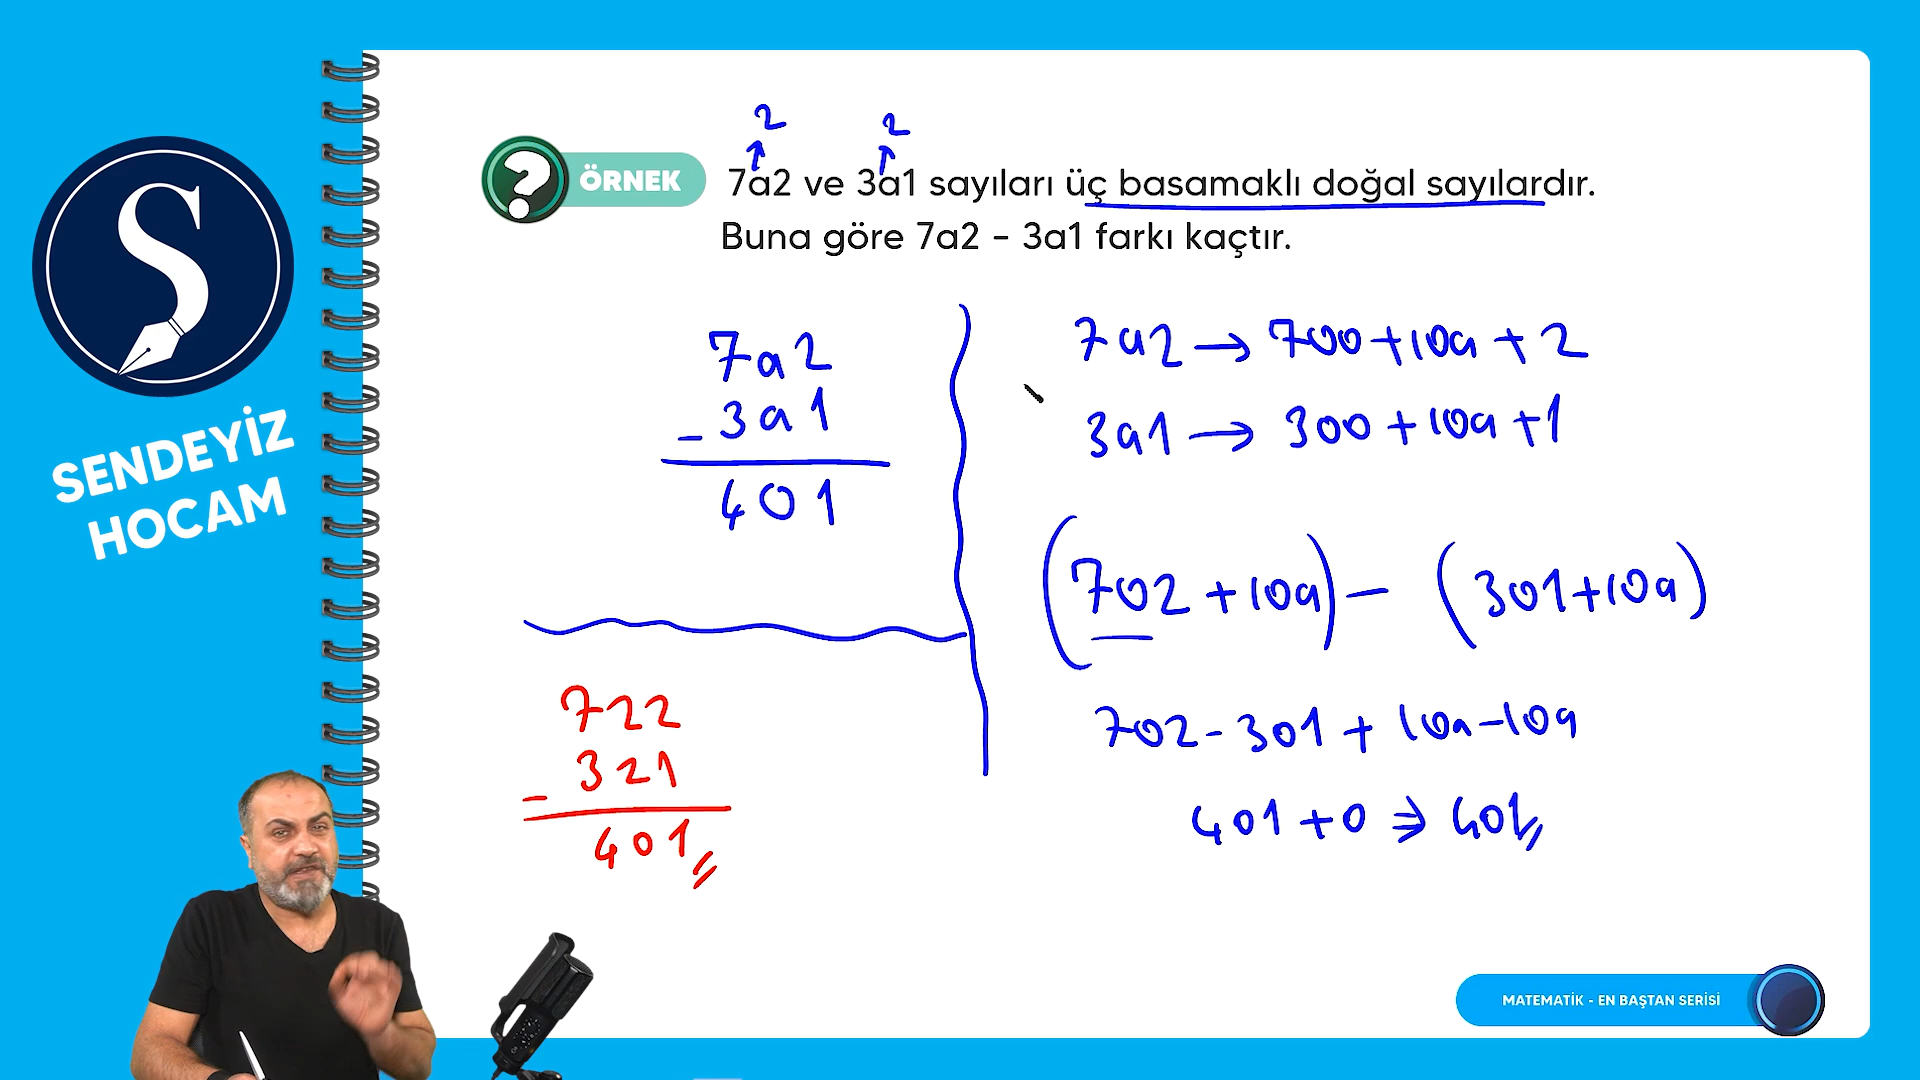 S
SENDEYİZ
HOCAM
2 2
? ÖRNEK
7a2 ve 3a1 sayıları üç basamaklı doğal sayılardır.
Buna göre 7a2 - 3a1 farkı kaçtır.
7a2
- 3a1
401
722
- 321
401
7a2 → 700+10a+2
3a1 → 300+10a+1
(702+10a) - (301+10a)
702-301+10a-10a
401+0 ⇒ 401
MATEMATİK - EN BAŞTAN SERİSİ